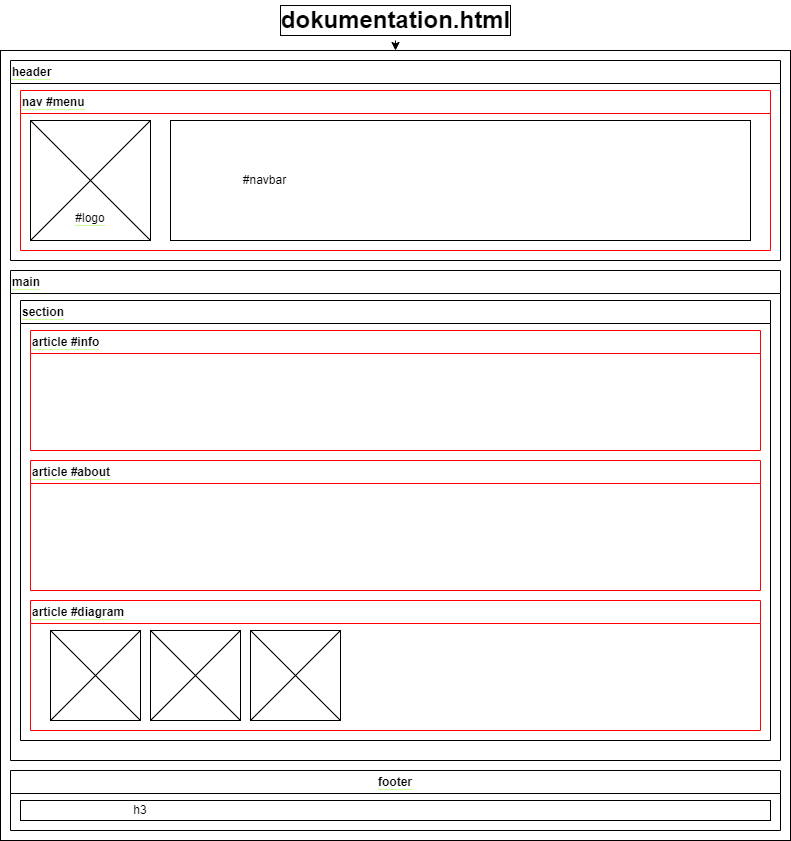 dokumentation.html
header
nav #menu
#navbar
#logo
main
section
article #info
article #about
article #diagram
footer
h3